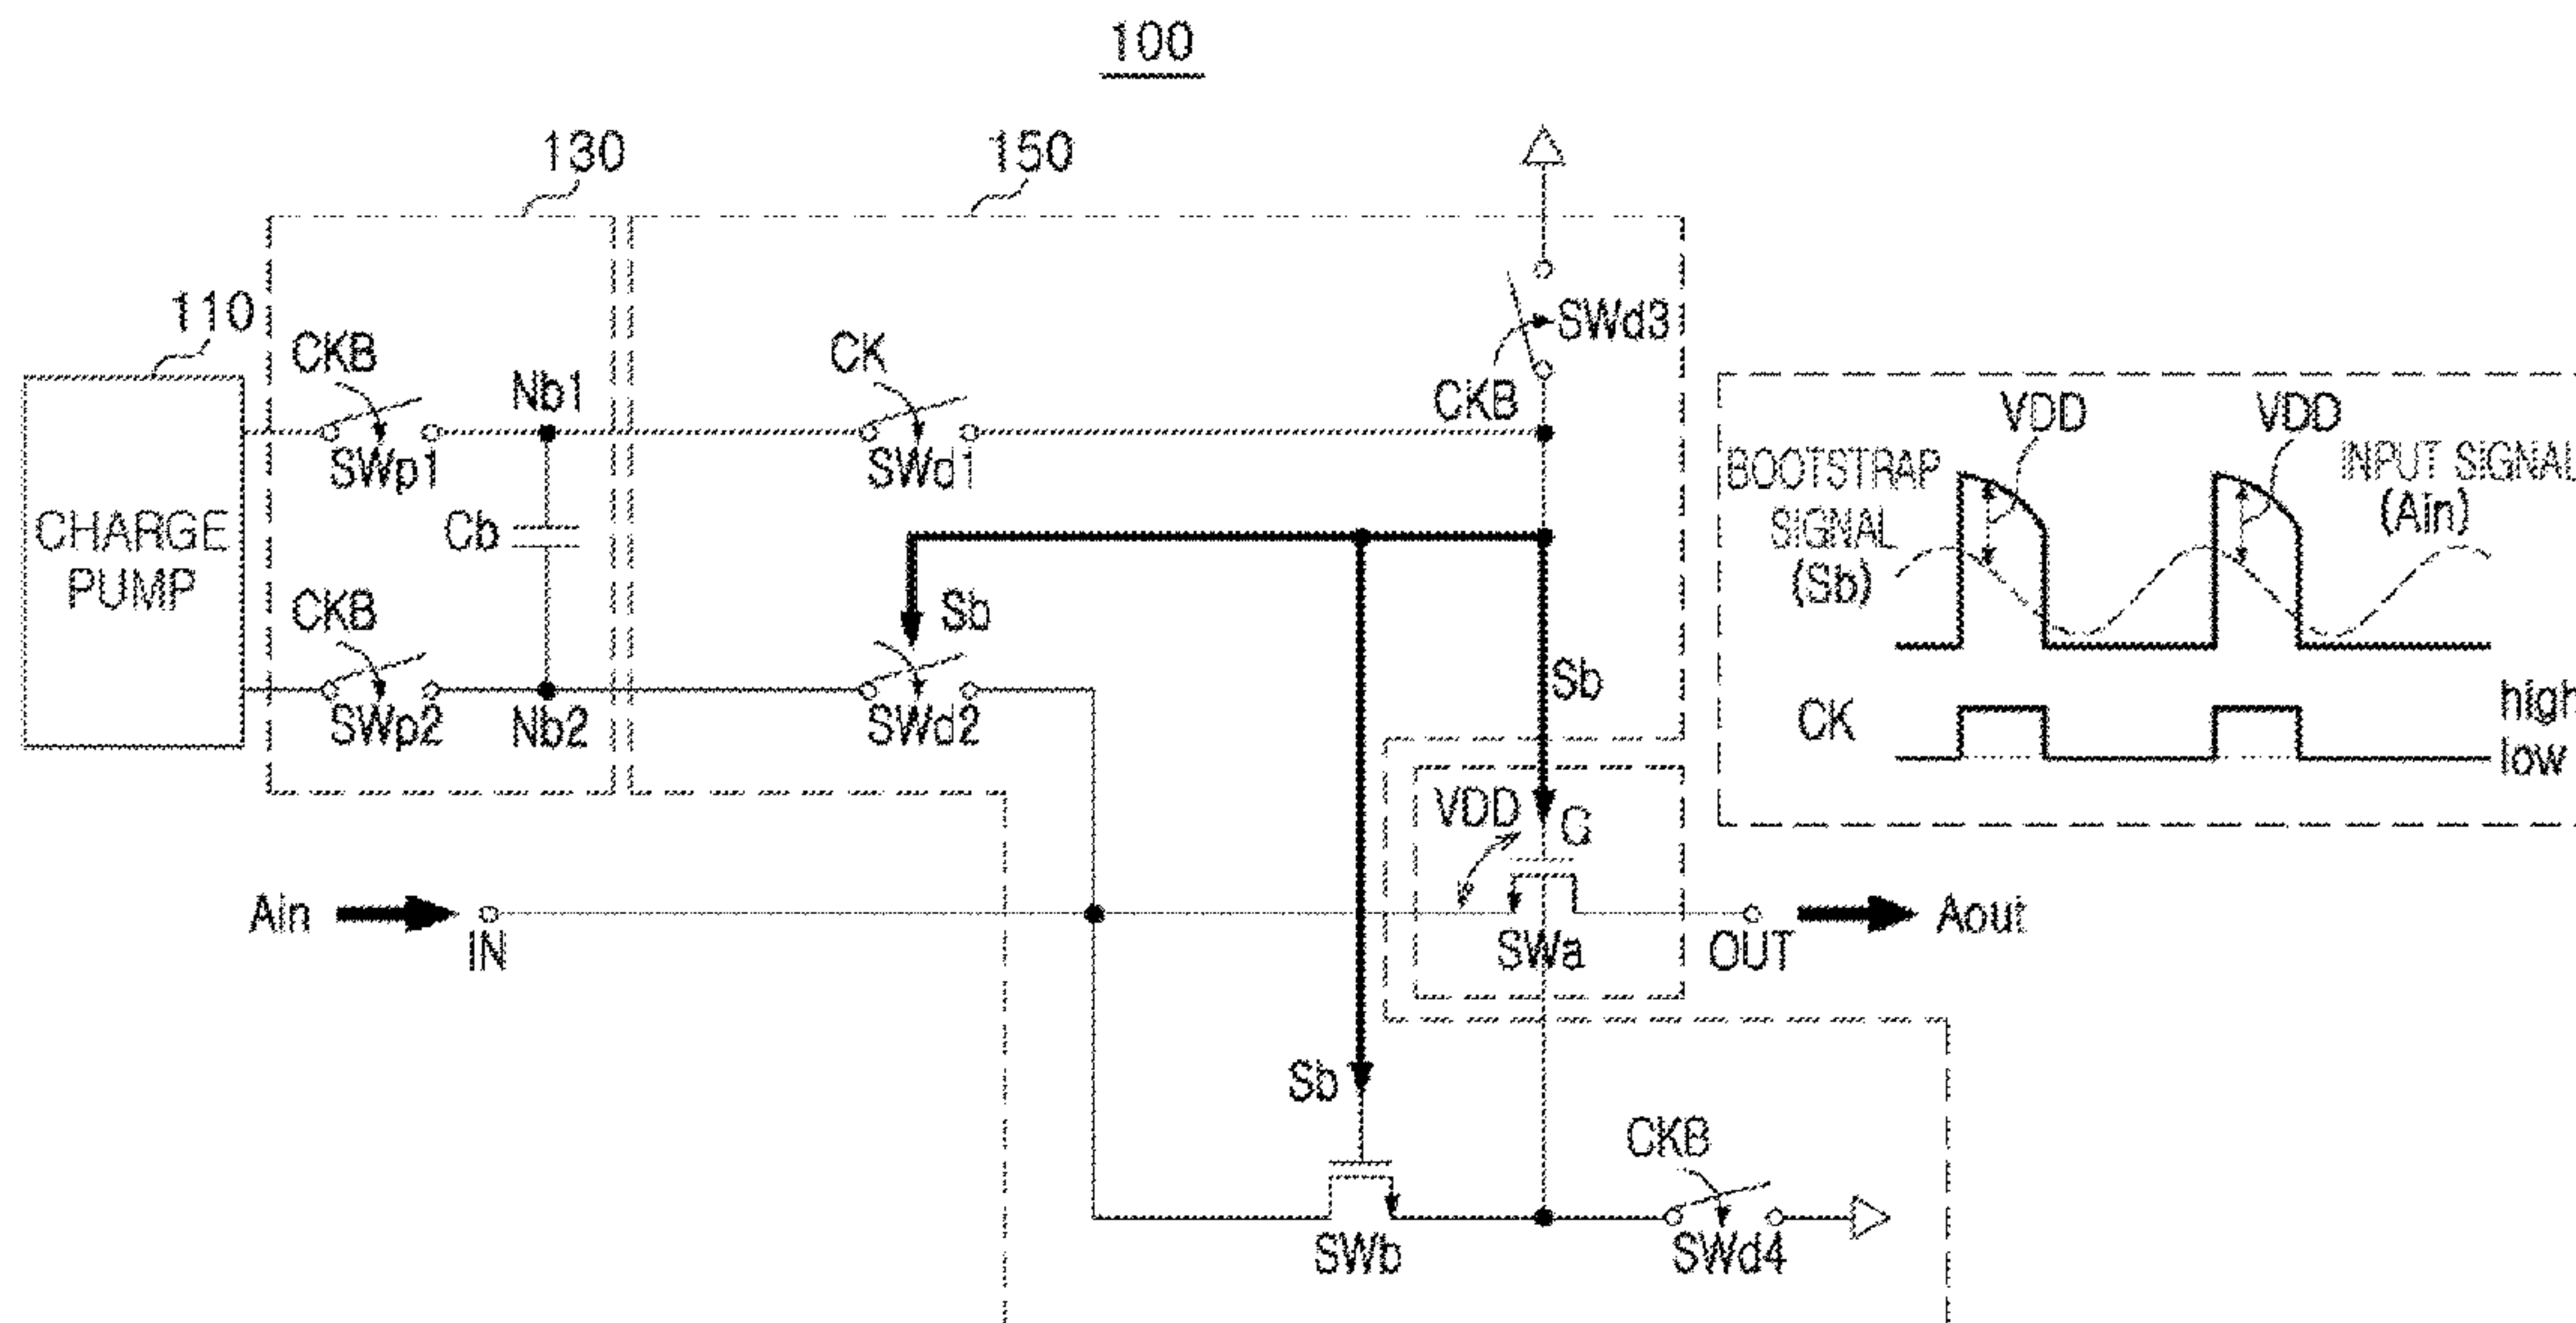 100
130
150
110
CKB
Nb1
CK
SWd3
CKB
SWp1
SWd1
CHARGE
PUMP
Cb
CKB
Sb
Sb
SWp2
Nb2
SWd2
VDD
G
Ain
IN
SWa
OUT
Aout
Sb
CKB
SWb
SWd4
VDD
VDD
BOOTSTRAP
SIGNAL
(Sb)
INPUT SIGNAL
(Ain)
CK
high
low